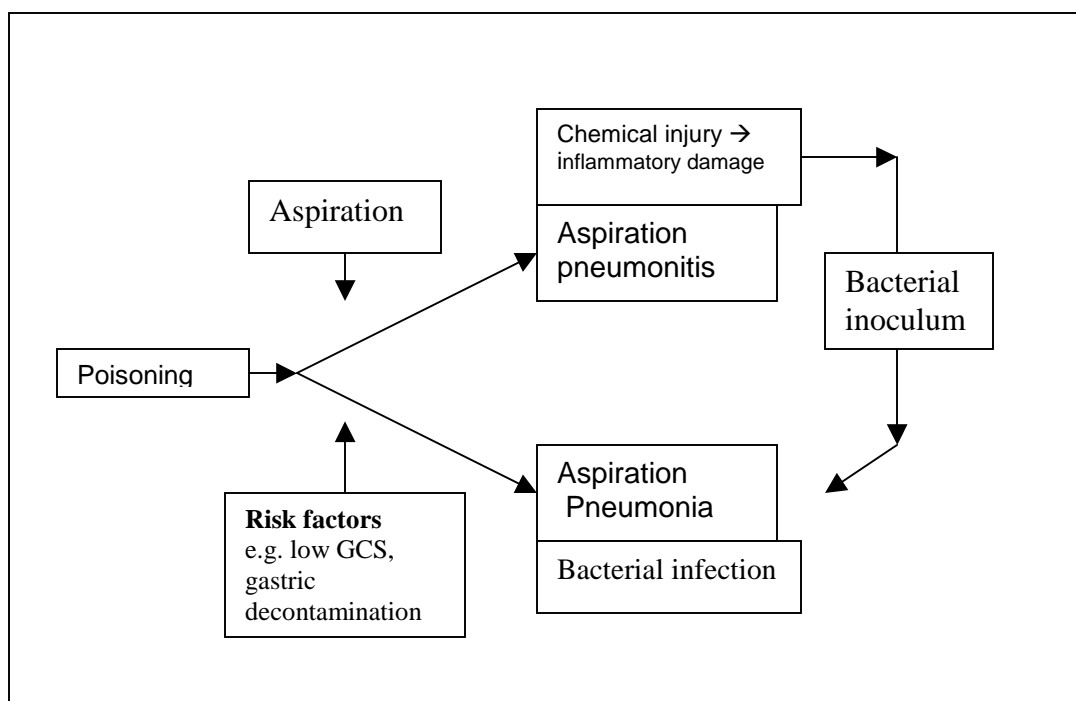 Chemical injury →
inflammatory damage
Aspiration
Aspiration
pneumonitis
Bacterial
inoculum
Poisoning
Aspiration
Pneumonia
Risk factors
e.g. low GCS,
gastric
decontamination
Bacterial infection